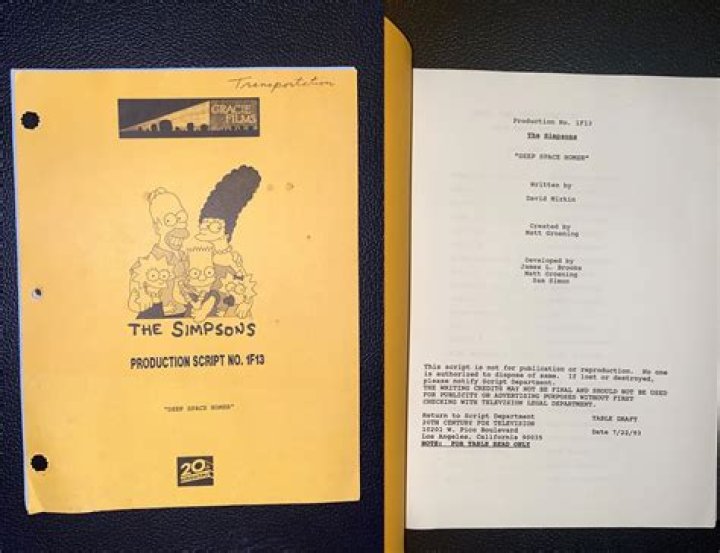 Transportation
GRACIE
FILMS
THE SIMPSONS
PRODUCTION SCRIPT NO. 1F13
"DEEP SPACE HOMER"
20th
Production No. 1F13
The Simpsons
"DEEP SPACE HOMER"
Written by
David Mirkin
Created By
Matt Groening
Developed by
James L. Brooks
Matt Groening
Sam Simon
This script is not for publication or reproduction. No one
is authorized to dispose of same. If lost or destroyed,
please notify Script Department.
THE WRITING CREDITS MAY NOT BE FINAL AND SHOULD NOT BE USED
FOR PUBLICITY OR ADVERTISING PURPOSES WITHOUT FIRST
CHECKING WITH TELEVISION LEGAL DEPARTMENT.
Return to Script Department TABLE DRAFT
20TH CENTURY FOX TELEVISION
10201 W. Pico Boulevard Date 7/22/93
Los Angeles, California 90035
NOTE: FOR TABLE READ ONLY